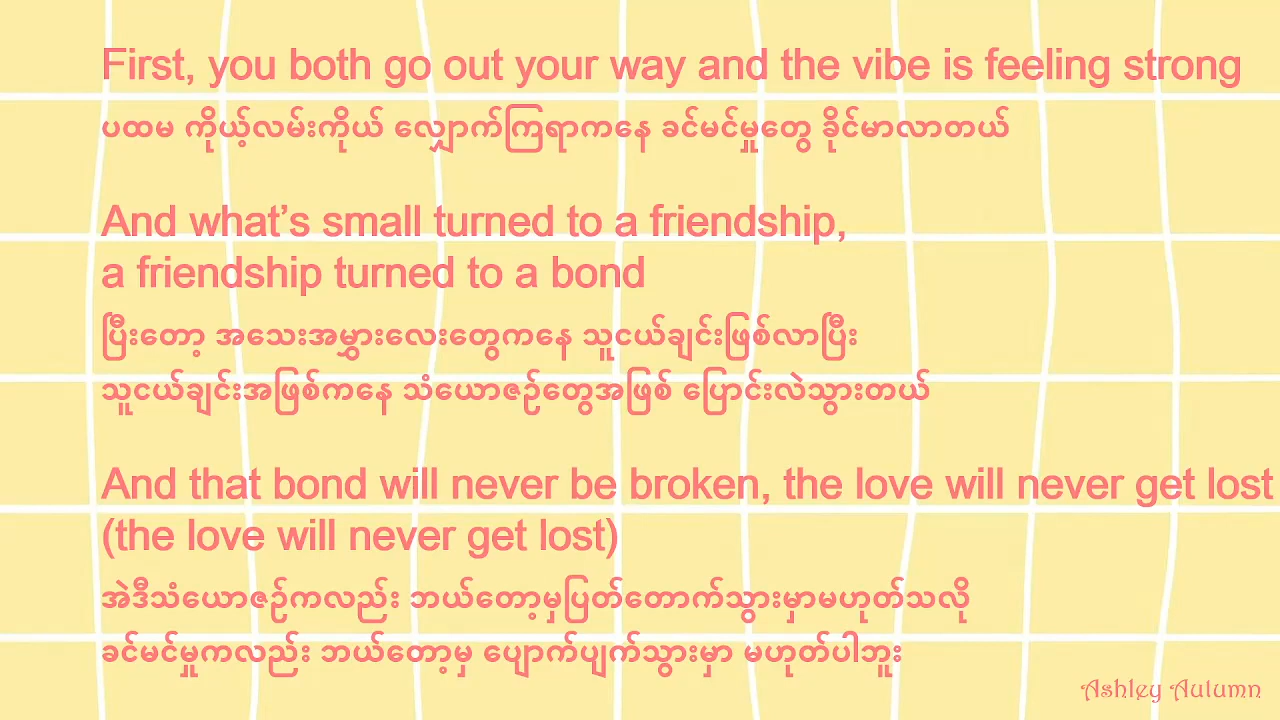 First, you both go out your way and the vibe is feeling strong
ပထမ ကိုယ့်လမ်းကိုယ် လျှောက်ကြရာကနေ ခင်မင်မှုတွေ ခိုင်မာလာတယ်
And what’s small turned to a friendship,
a friendship turned to a bond
ပြီးတော့ အသေးအမွှားလေးတွေကနေ သူငယ်ချင်းဖြစ်လာပြီး
သူငယ်ချင်းအဖြစ်ကနေ သံယောဇဉ်တွေအဖြစ် ပြောင်းလဲသွားတယ်
And that bond will never be broken, the love will never get lost
(the love will never get lost)
အဲဒီသံယောဇဉ်ကလည်း ဘယ်တော့မှပြတ်တောက်သွားမှာမဟုတ်သလို
ခင်မင်မှုကလည်း ဘယ်တော့မှ ပျောက်ပျက်သွားမှာ မဟုတ်ပါဘူး
Ashley Autumn